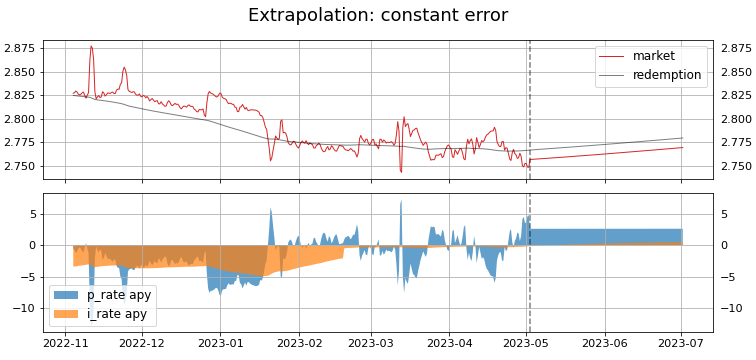 Extrapolation: constant error
2.875 2.875
2.850 2.850
2.825 2.825
2.800 2.800
2.775 2.775
2.750 2.750
market
redemption
5 5
0 0
−5 −5
−10 −10
p_rate apy
i_rate apy
2022-11 2022-12 2023-01 2023-02 2023-03 2023-04 2023-05 2023-06 2023-07